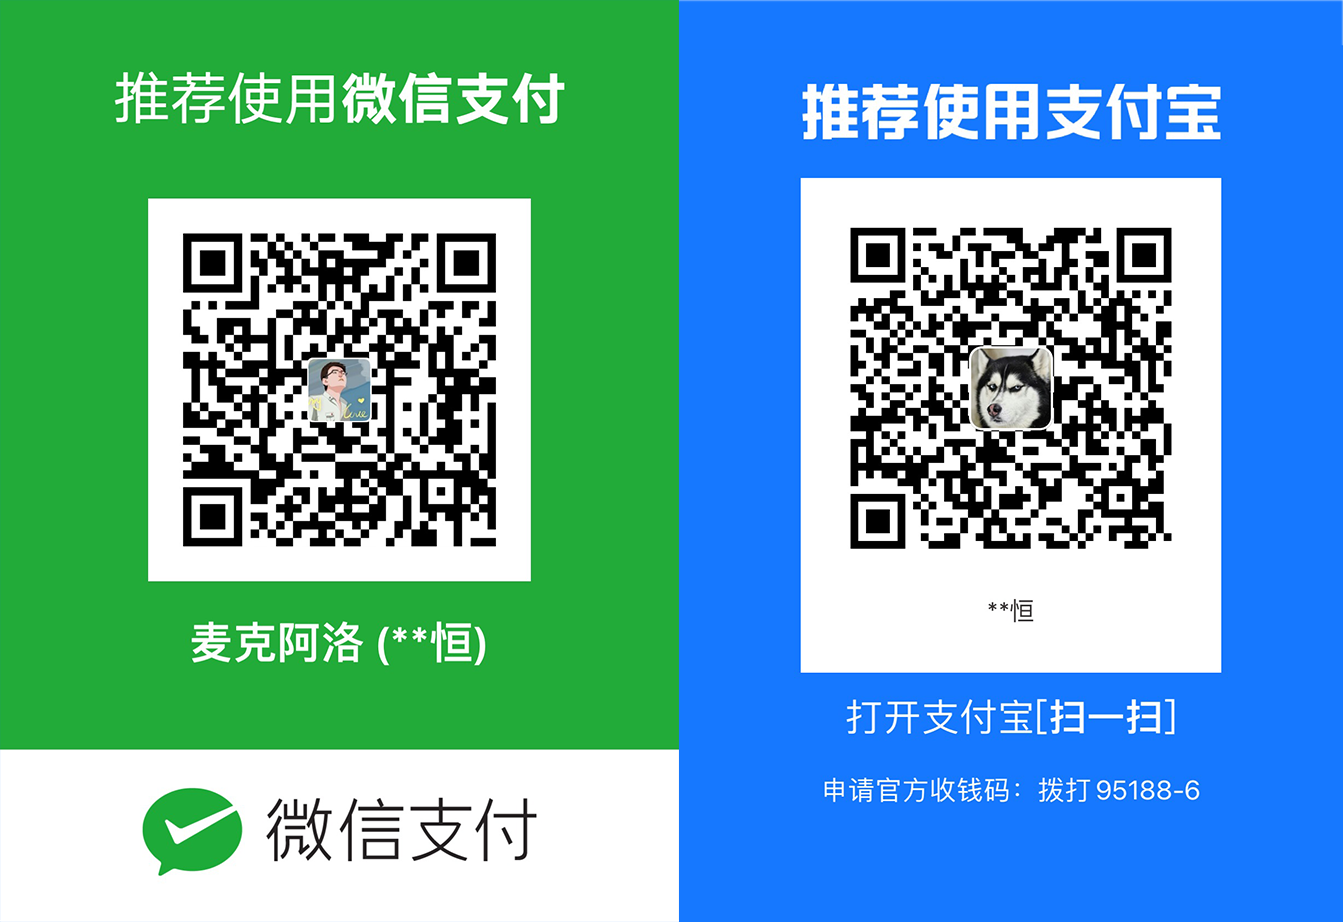 推荐使用微信支付
麦克阿洛 (**恒)
微信支付
推荐使用支付宝
**恒
打开支付宝[扫一扫]
申请官方收钱码：拨打 95188-6